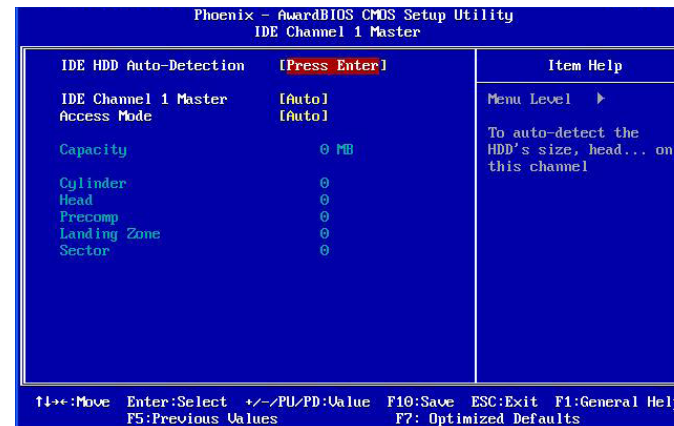 Phoenix - AwardBIOS CMOS Setup Utility
IDE Channel 1 Master
IDE HDD Auto-Detection [Press Enter]
IDE Channel 1 Master [Auto]
Access Mode [Auto]
Capacity 0 MB
Cylinder 0
Head 0
Precomp 0
Landing Zone 0
Sector 0
Item Help
Menu Level ▶
To auto-detect the
HDD's size, head... on
this channel
↑↓→←:Move Enter:Select +/-/PU/PD:Value F10:Save ESC:Exit F1:General Hel
F5:Previous Values F7: Optimized Defaults